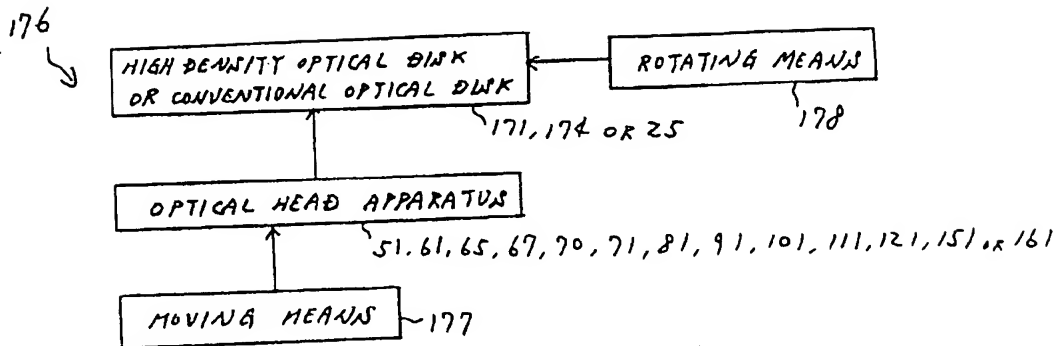 176
HIGH DENSITY OPTICAL DISK
OR CONVENTIONAL OPTICAL DISK
ROTATING MEANS
171, 174 OR 25
178
OPTICAL HEAD APPARATUS
51, 61, 65, 67, 70, 71, 81, 91, 101, 111, 121, 151 OR 161
MOVING MEANS
177